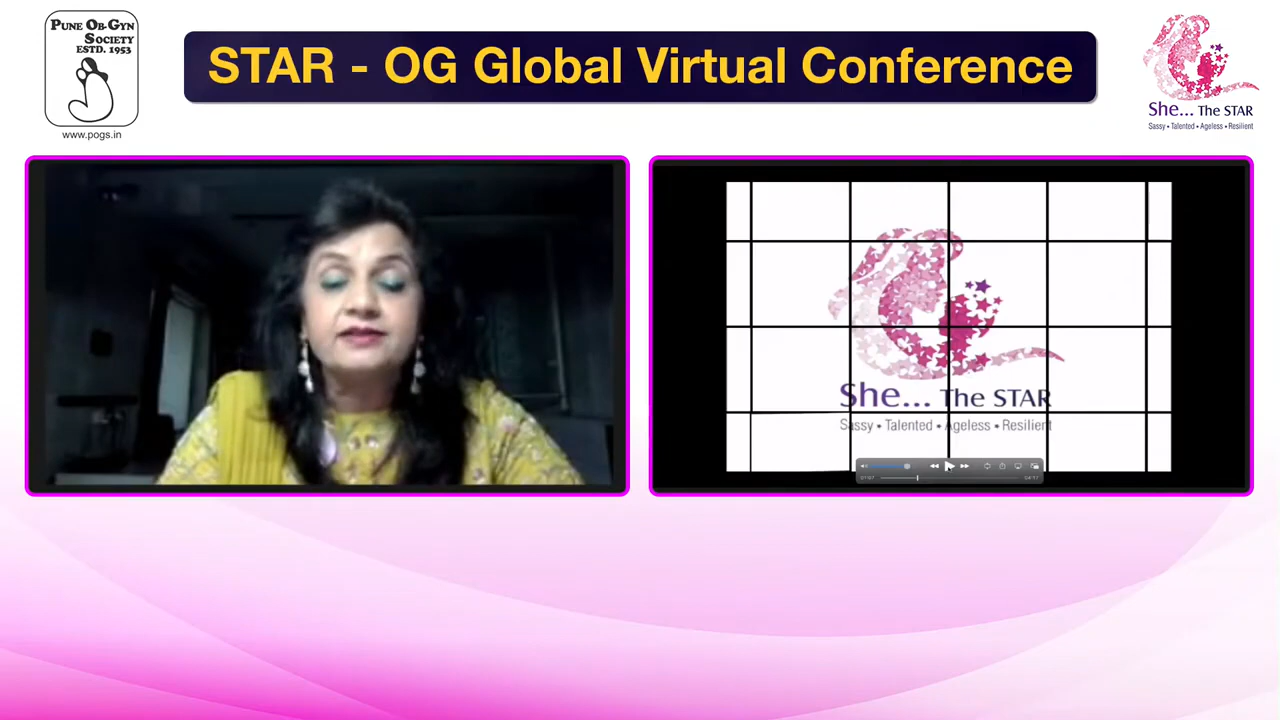 PUNE OB-GYN
SOCIETY
ESTD. 1953
www.pogs.in
STAR - OG Global Virtual Conference
She... THE STAR
Sassy • Talented • Ageless • Resilient
She... THE STAR
Sassy • Talented • Ageless • Resilient